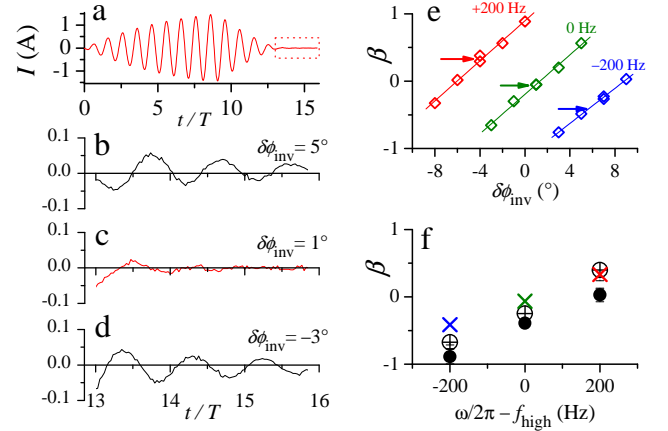 a
I (A)
1
0
-1
0
5
10
15
t / T
b
0.1
0.0
-0.1
δϕinv = 5°
c
0.1
0.0
-0.1
δϕinv = 1°
d
0.1
0.0
-0.1
δϕinv = −3°
13
14
15
16
t / T
e
+200 Hz
0 Hz
−200 Hz
β
1
0
-1
-8
-4
0
4
8
δϕinv (°)
f
β
1
0
-1
-200
0
200
ω/2π − fhigh (Hz)